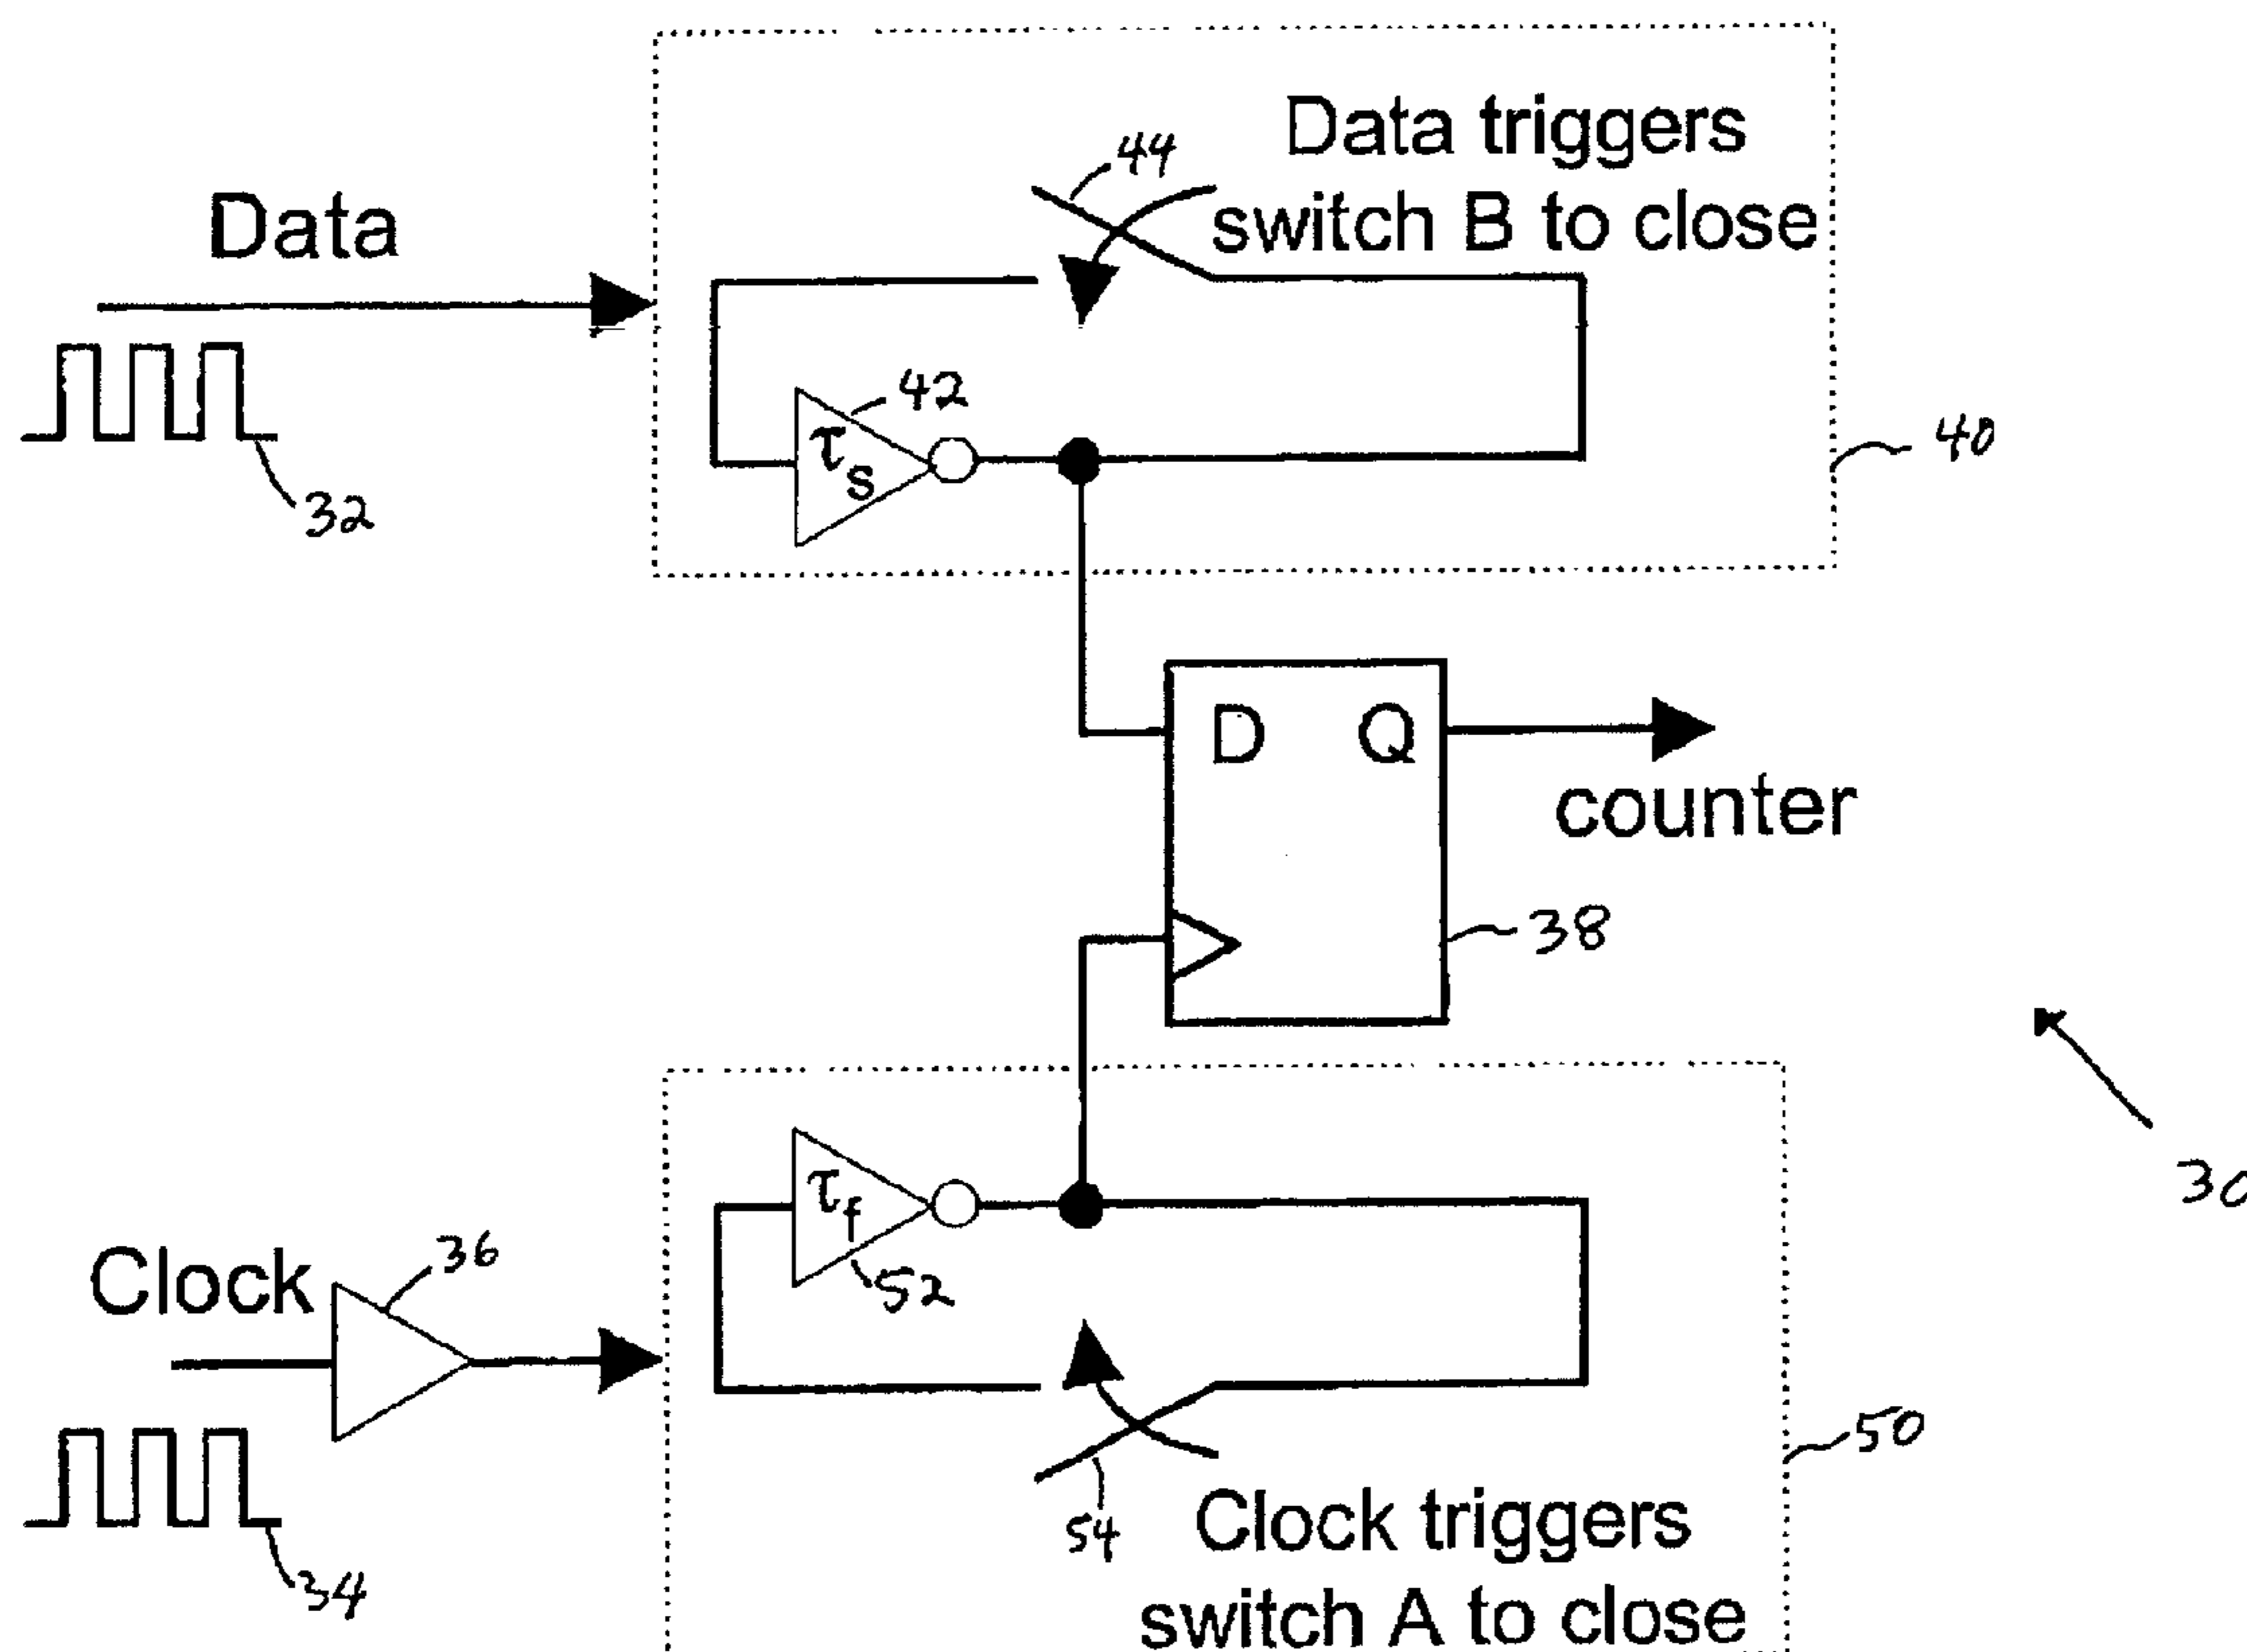 44
Data triggers
switch B to close
Data
42
τs
40
32
D Q
counter
38
30
τf
52
36
Clock
50
54
Clock triggers
switch A to close
34